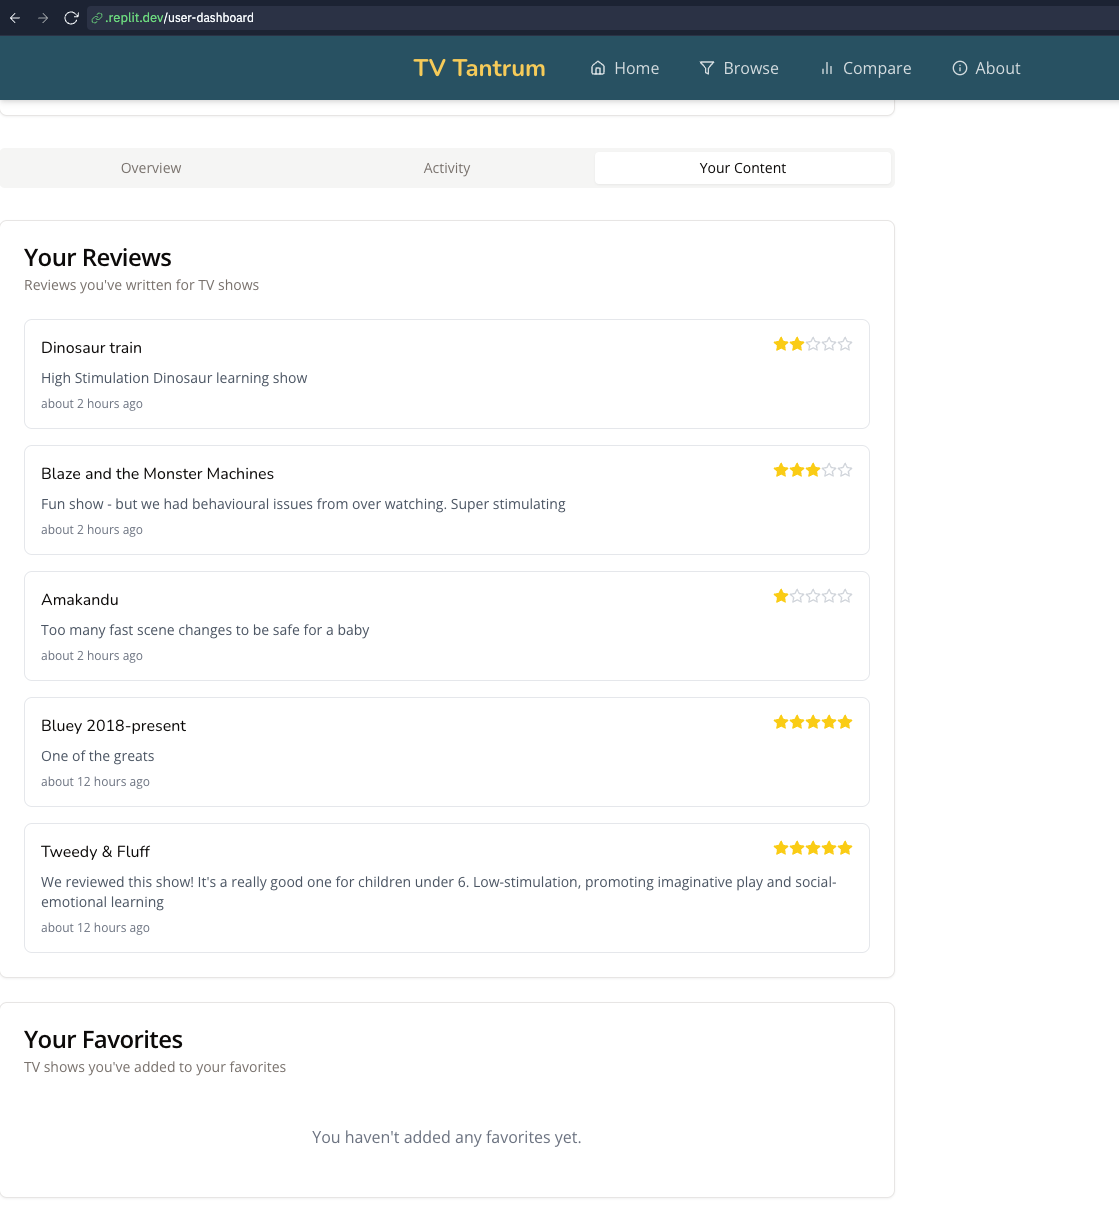 .replit.dev/user-dashboard
TV Tantrum
Home
Browse
Compare
About
Overview
Activity
Your Content
Your Reviews
Reviews you've written for TV shows
Dinosaur train
High Stimulation Dinosaur learning show
about 2 hours ago
Blaze and the Monster Machines
Fun show - but we had behavioural issues from over watching. Super stimulating
about 2 hours ago
Amakandu
Too many fast scene changes to be safe for a baby
about 2 hours ago
Bluey 2018-present
One of the greats
about 12 hours ago
Tweedy & Fluff
We reviewed this show! It's a really good one for children under 6. Low-stimulation, promoting imaginative play and social-
emotional learning
about 12 hours ago
Your Favorites
TV shows you've added to your favorites
You haven't added any favorites yet.